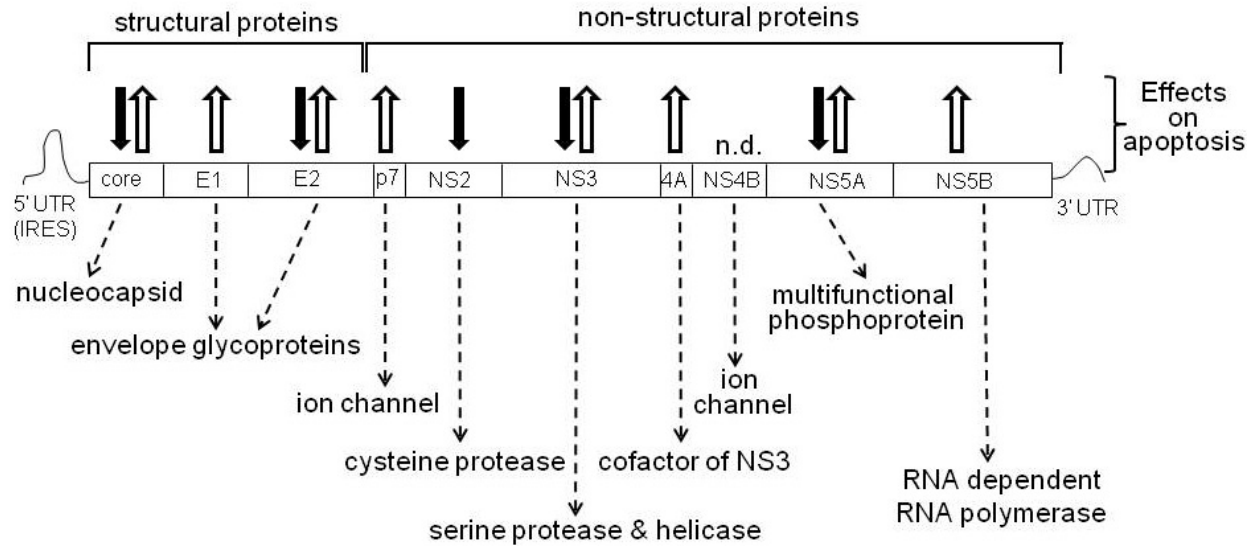 structural proteins
non-structural proteins
Effects
on
apoptosis
n.d.
core
E1
E2
p7
NS2
NS3
4A
NS4B
NS5A
NS5B
5' UTR
(IRES)
3' UTR
nucleocapsid
envelope glycoproteins
ion channel
cysteine protease
serine protease & helicase
cofactor of NS3
ion
channel
multifunctional
phosphoprotein
RNA dependent
RNA polymerase